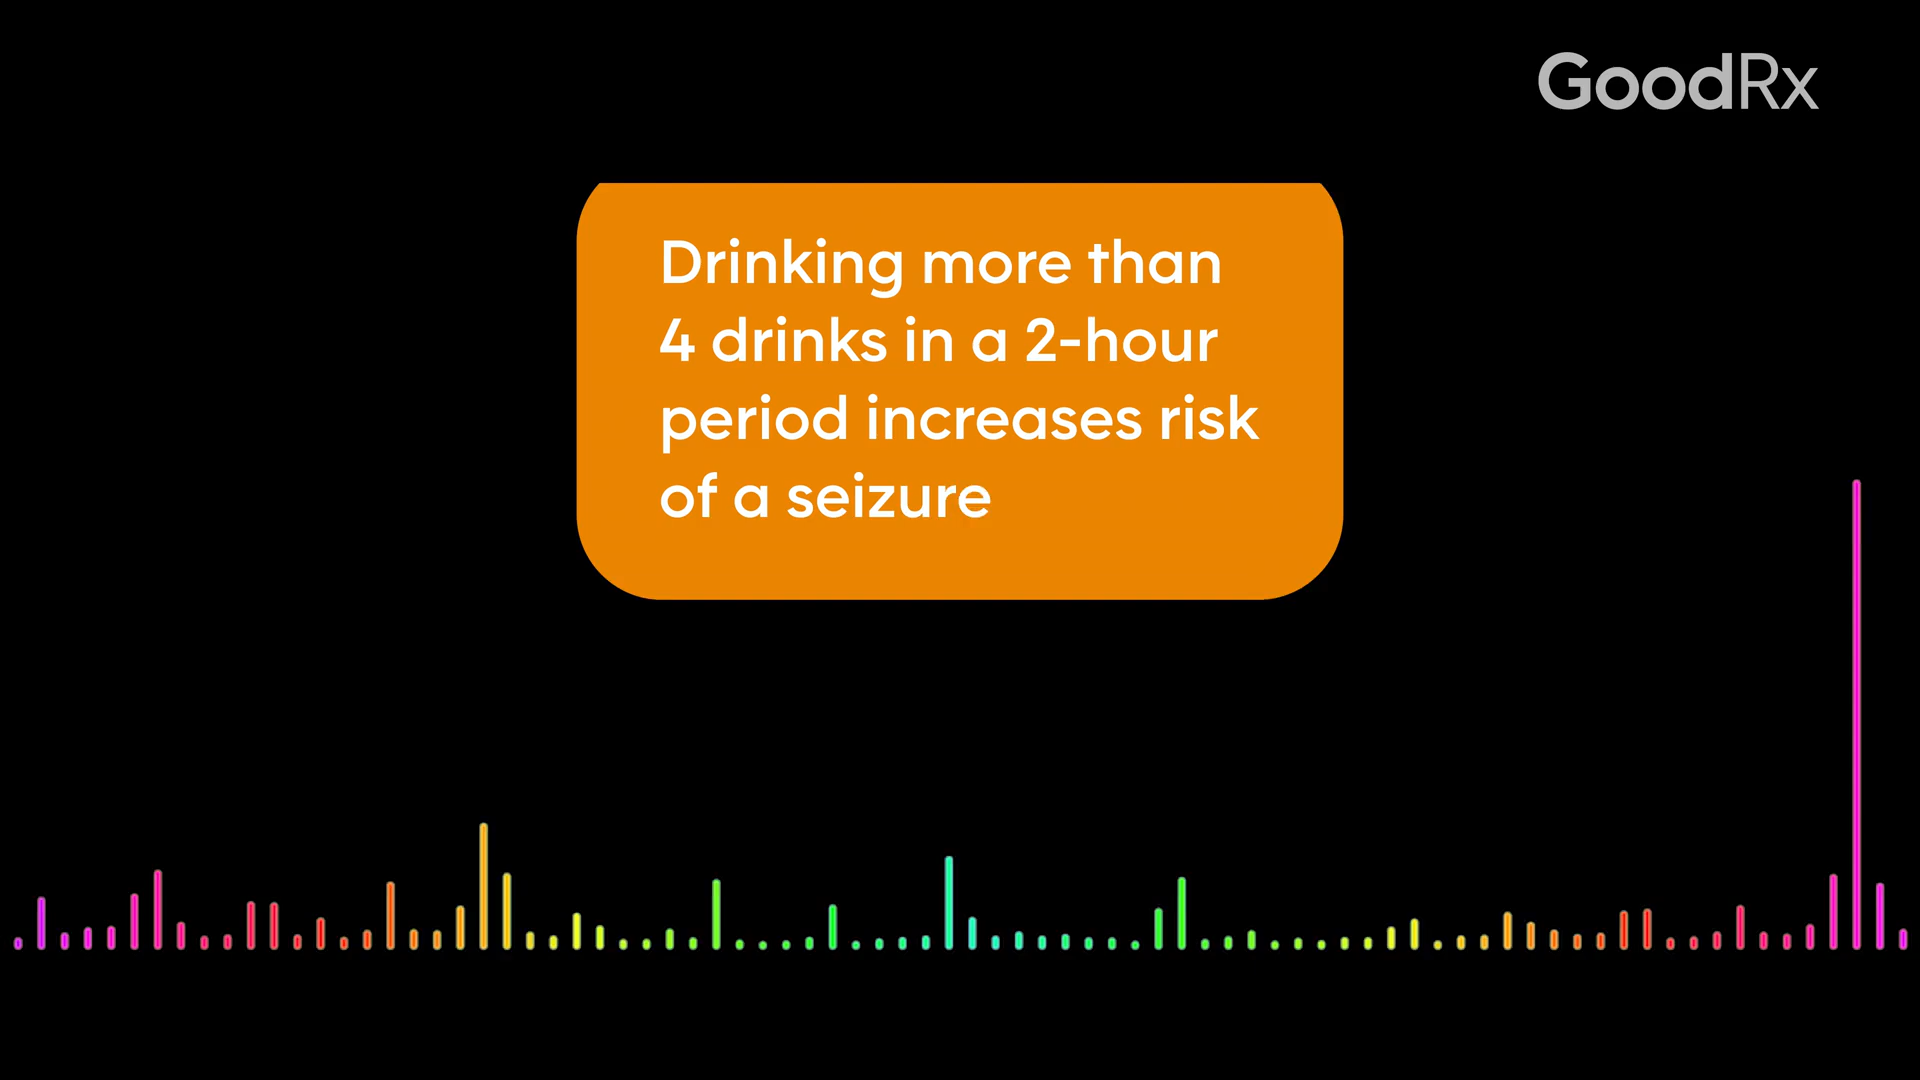 GoodRx
Drinking more than
4 drinks in a 2-hour
period increases risk
of a seizure